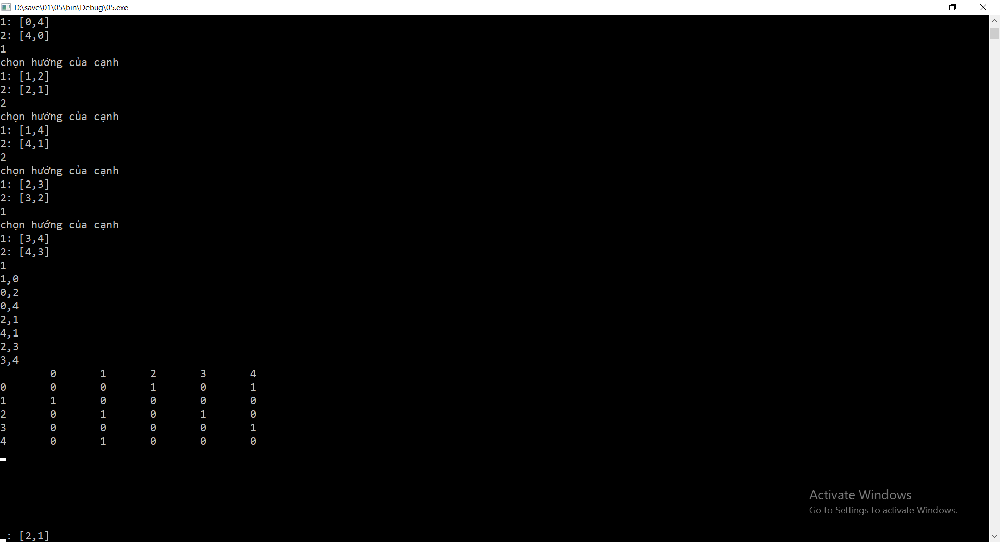 D:\save\01\05\bin\Debug\05.exe
1: [0,4]
2: [4,0]
1
chọn hướng của cạnh
1: [1,2]
2: [2,1]
2
chọn hướng của cạnh
1: [1,4]
2: [4,1]
2
chọn hướng của cạnh
1: [2,3]
2: [3,2]
1
chọn hướng của cạnh
1: [3,4]
2: [4,3]
1
1,0
0,2
0,4
2,1
4,1
2,3
3,4
0 1 2 3 4
0 0 0 1 0 1
1 1 0 0 0 0
2 0 1 0 1 0
3 0 0 0 0 1
4 0 1 0 0 0
Activate Windows
Go to Settings to activate Windows.
: [2,1]